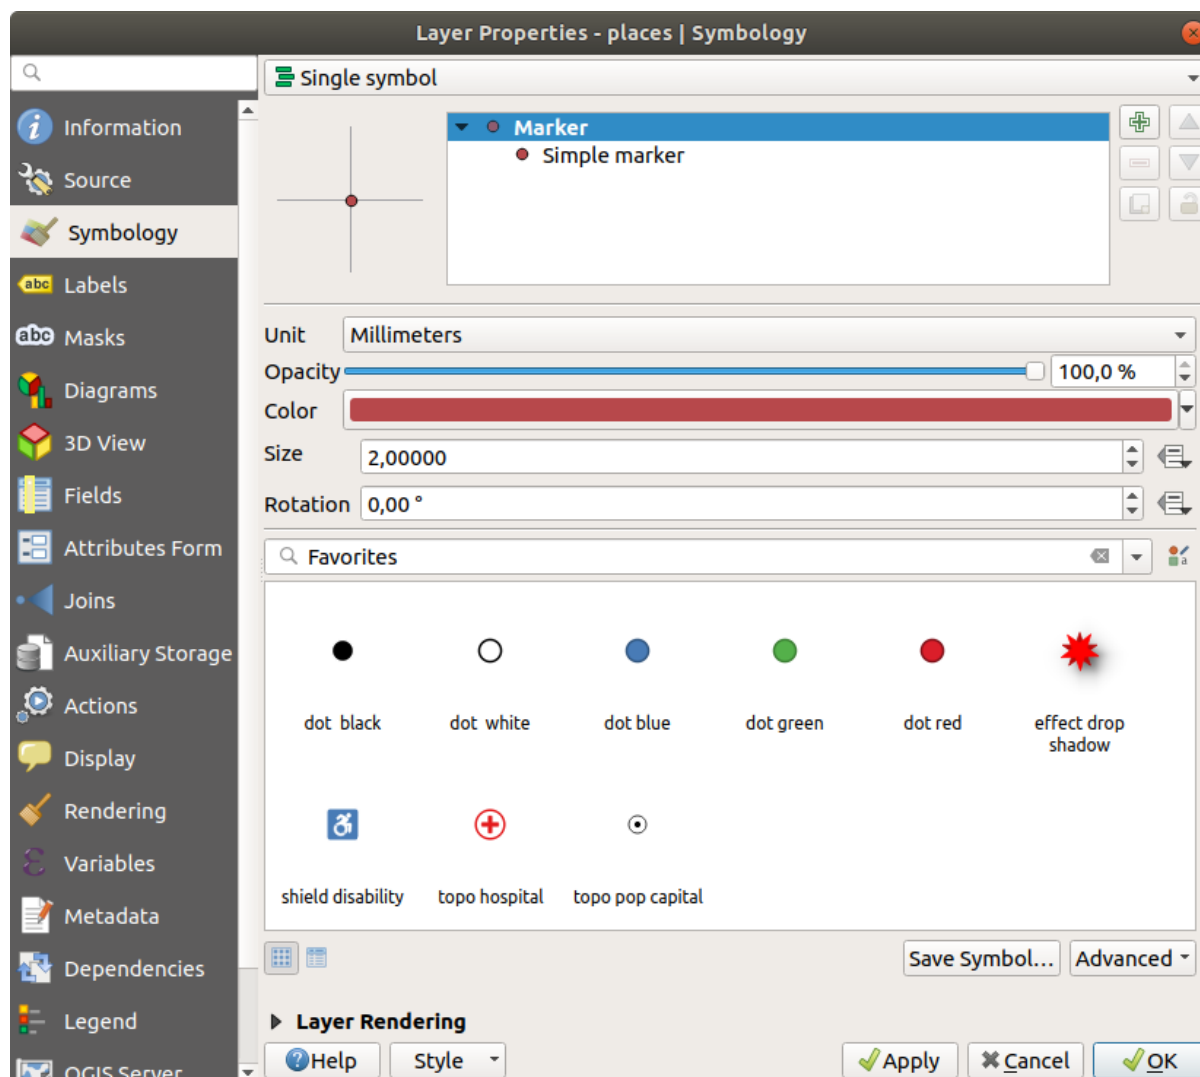 Layer Properties - places | Symbology
Information
Source
Symbology
abc Labels
abc Masks
Diagrams
3D View
Fields
Attributes Form
Joins
Auxiliary Storage
Actions
Display
Rendering
Variables
Metadata
Dependencies
Legend
QGIS Server
Single symbol
Marker
Simple marker
Unit Millimeters
Opacity 100,0 %
Color
Size 2,00000
Rotation 0,00 °
Favorites
dot black dot white dot blue dot green dot red effect drop
shadow
shield disability topo hospital topo pop capital
Save Symbol... Advanced
Layer Rendering
Help Style Apply Cancel OK